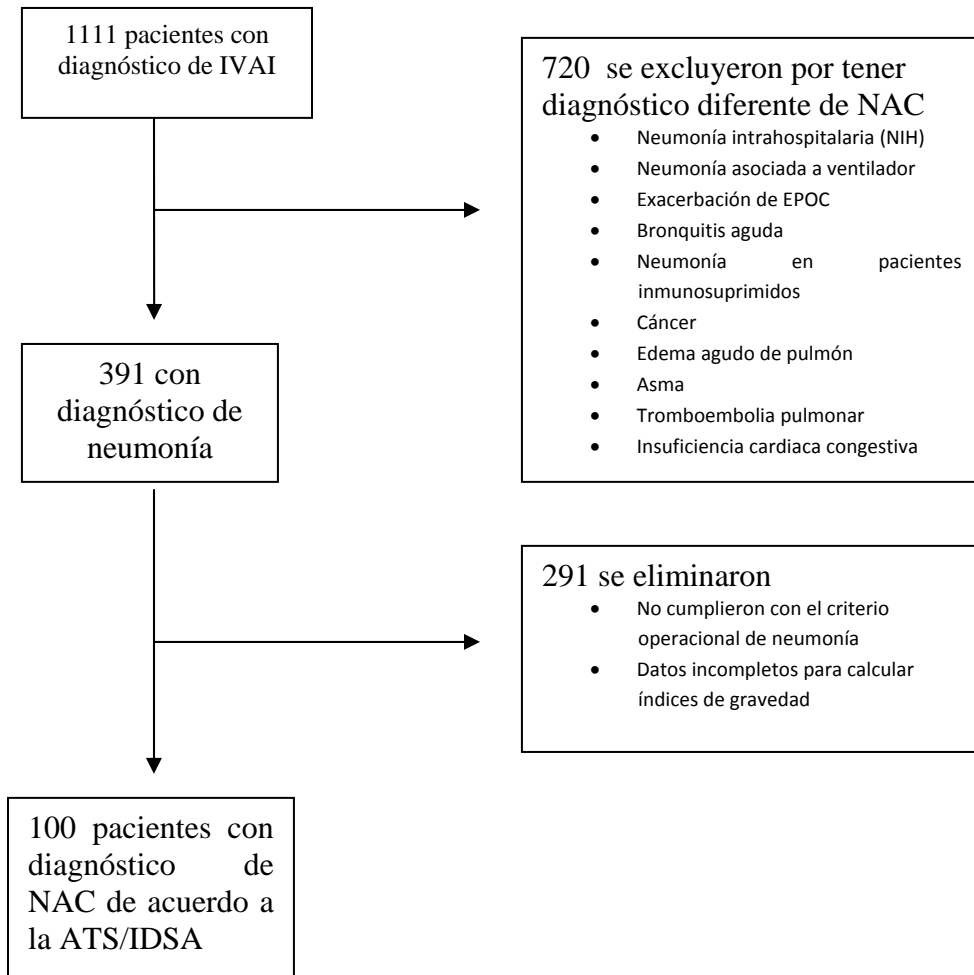 1111 pacientes con
diagnóstico de IVAI
720 se excluyeron por tener
diagnóstico diferente de NAC
• Neumonía intrahospitalaria (NIH)
• Neumonía asociada a ventilador
• Exacerbación de EPOC
• Bronquitis aguda
• Neumonía en pacientes
inmunosuprimidos
• Cáncer
• Edema agudo de pulmón
• Asma
• Tromboembolia pulmonar
• Insuficiencia cardiaca congestiva
391 con
diagnóstico de
neumonía
291 se eliminaron
• No cumplieron con el criterio
operacional de neumonía
• Datos incompletos para calcular
índices de gravedad
100 pacientes con
diagnóstico de
NAC de acuerdo a
la ATS/IDSA